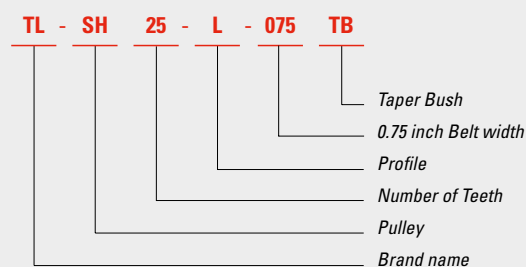 TL - SH 25 - L - 075 TB
Taper Bush
0.75 inch Belt width
Profile
Number of Teeth
Pulley
Brand name